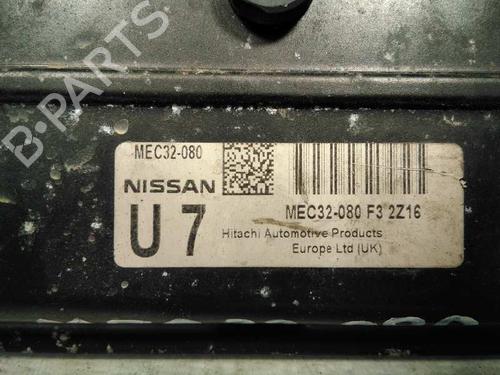 B-PARTS
MEC32-080
NISSAN
MEC32-080 F3 2Z16
U 7
Hitachi Automotive Products
Europe Ltd (UK)